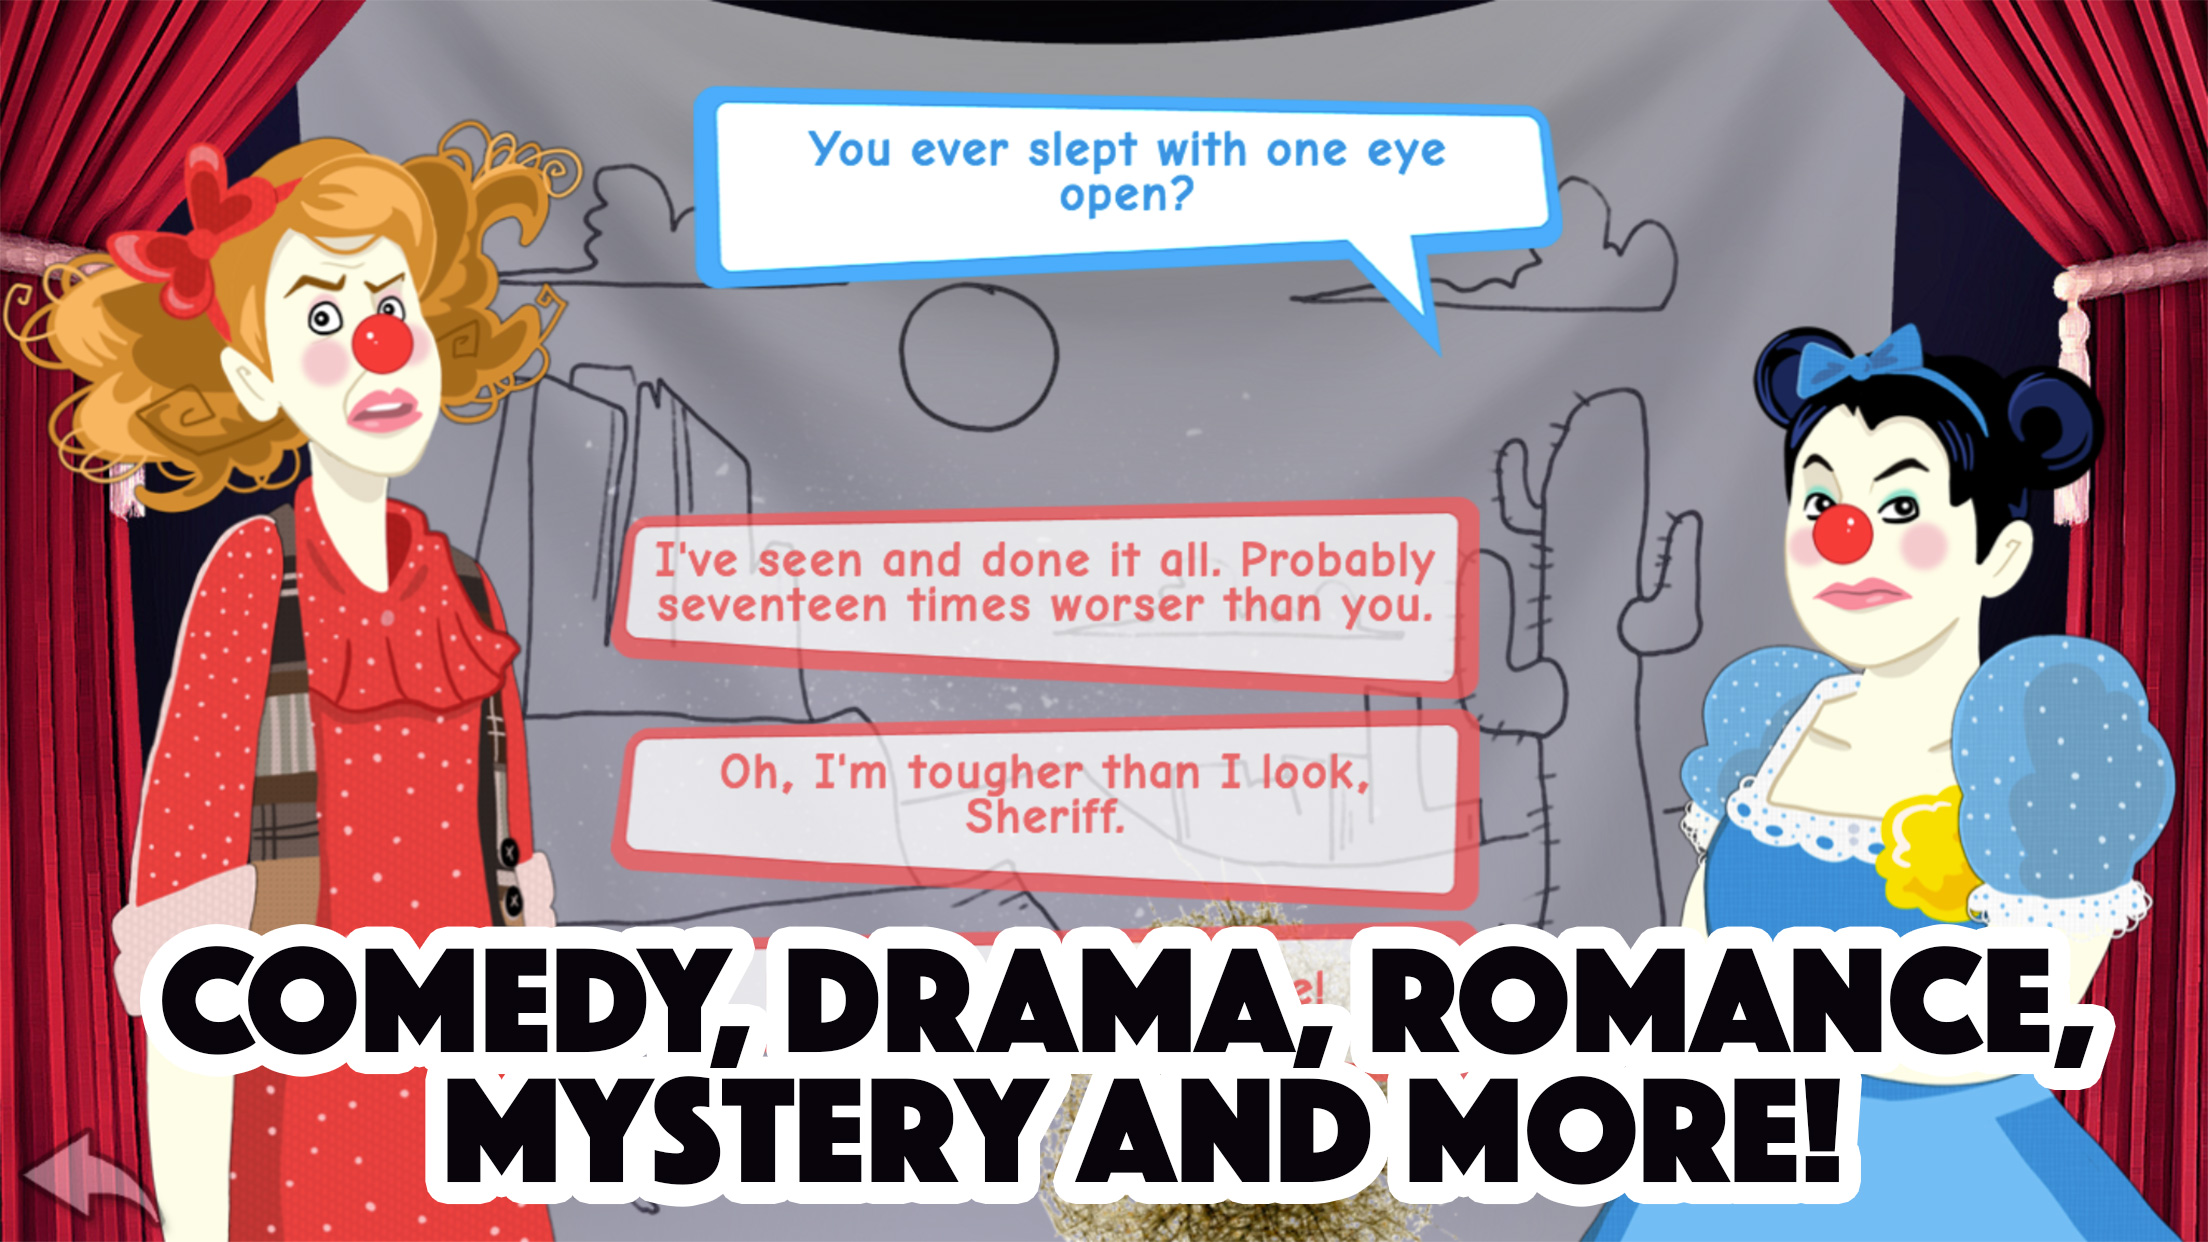 You ever slept with one eye
open?
I've seen and done it all. Probably
seventeen times worser than you.
Oh, I'm tougher than I look,
Sheriff.
COMEDY, DRAMA, ROMANCE,
MYSTERY AND MORE!